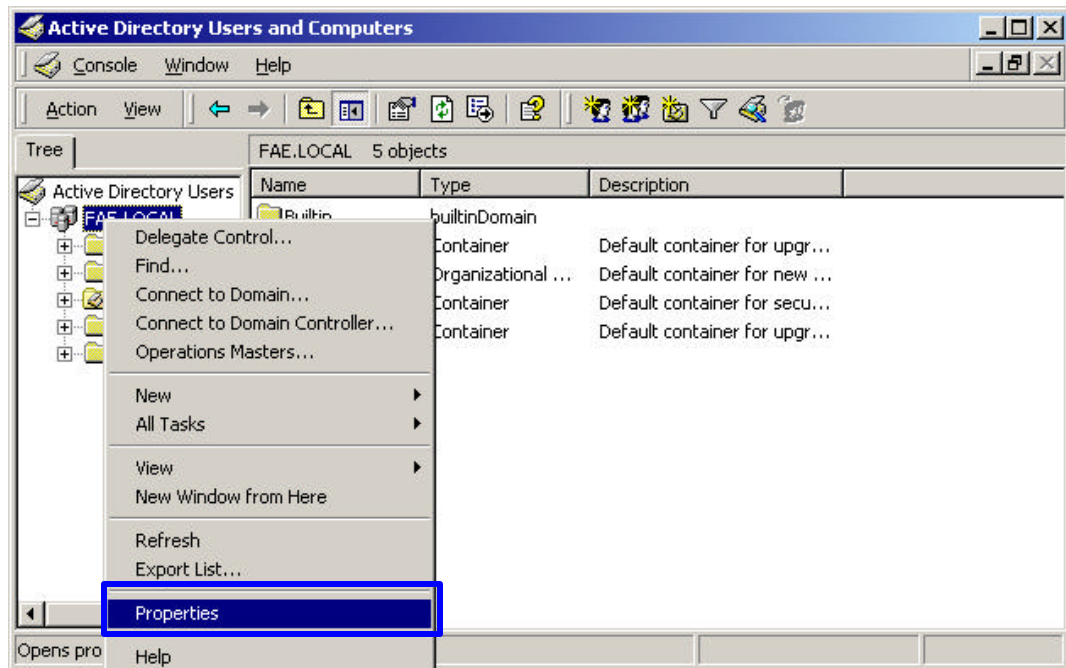 Active Directory Users and Computers
Console Window Help
Action View
Tree
FAE.LOCAL 5 objects
Active Directory Users
Name Type Description
FAE.LOCAL
Builtin builtinDomain
Container Default container for upgr...
Organizational ... Default container for new ...
Container Default container for secu...
Container Default container for upgr...
Delegate Control...
Find...
Connect to Domain...
Connect to Domain Controller...
Operations Masters...
New
All Tasks
View
New Window from Here
Refresh
Export List...
Properties
Help
Opens pro